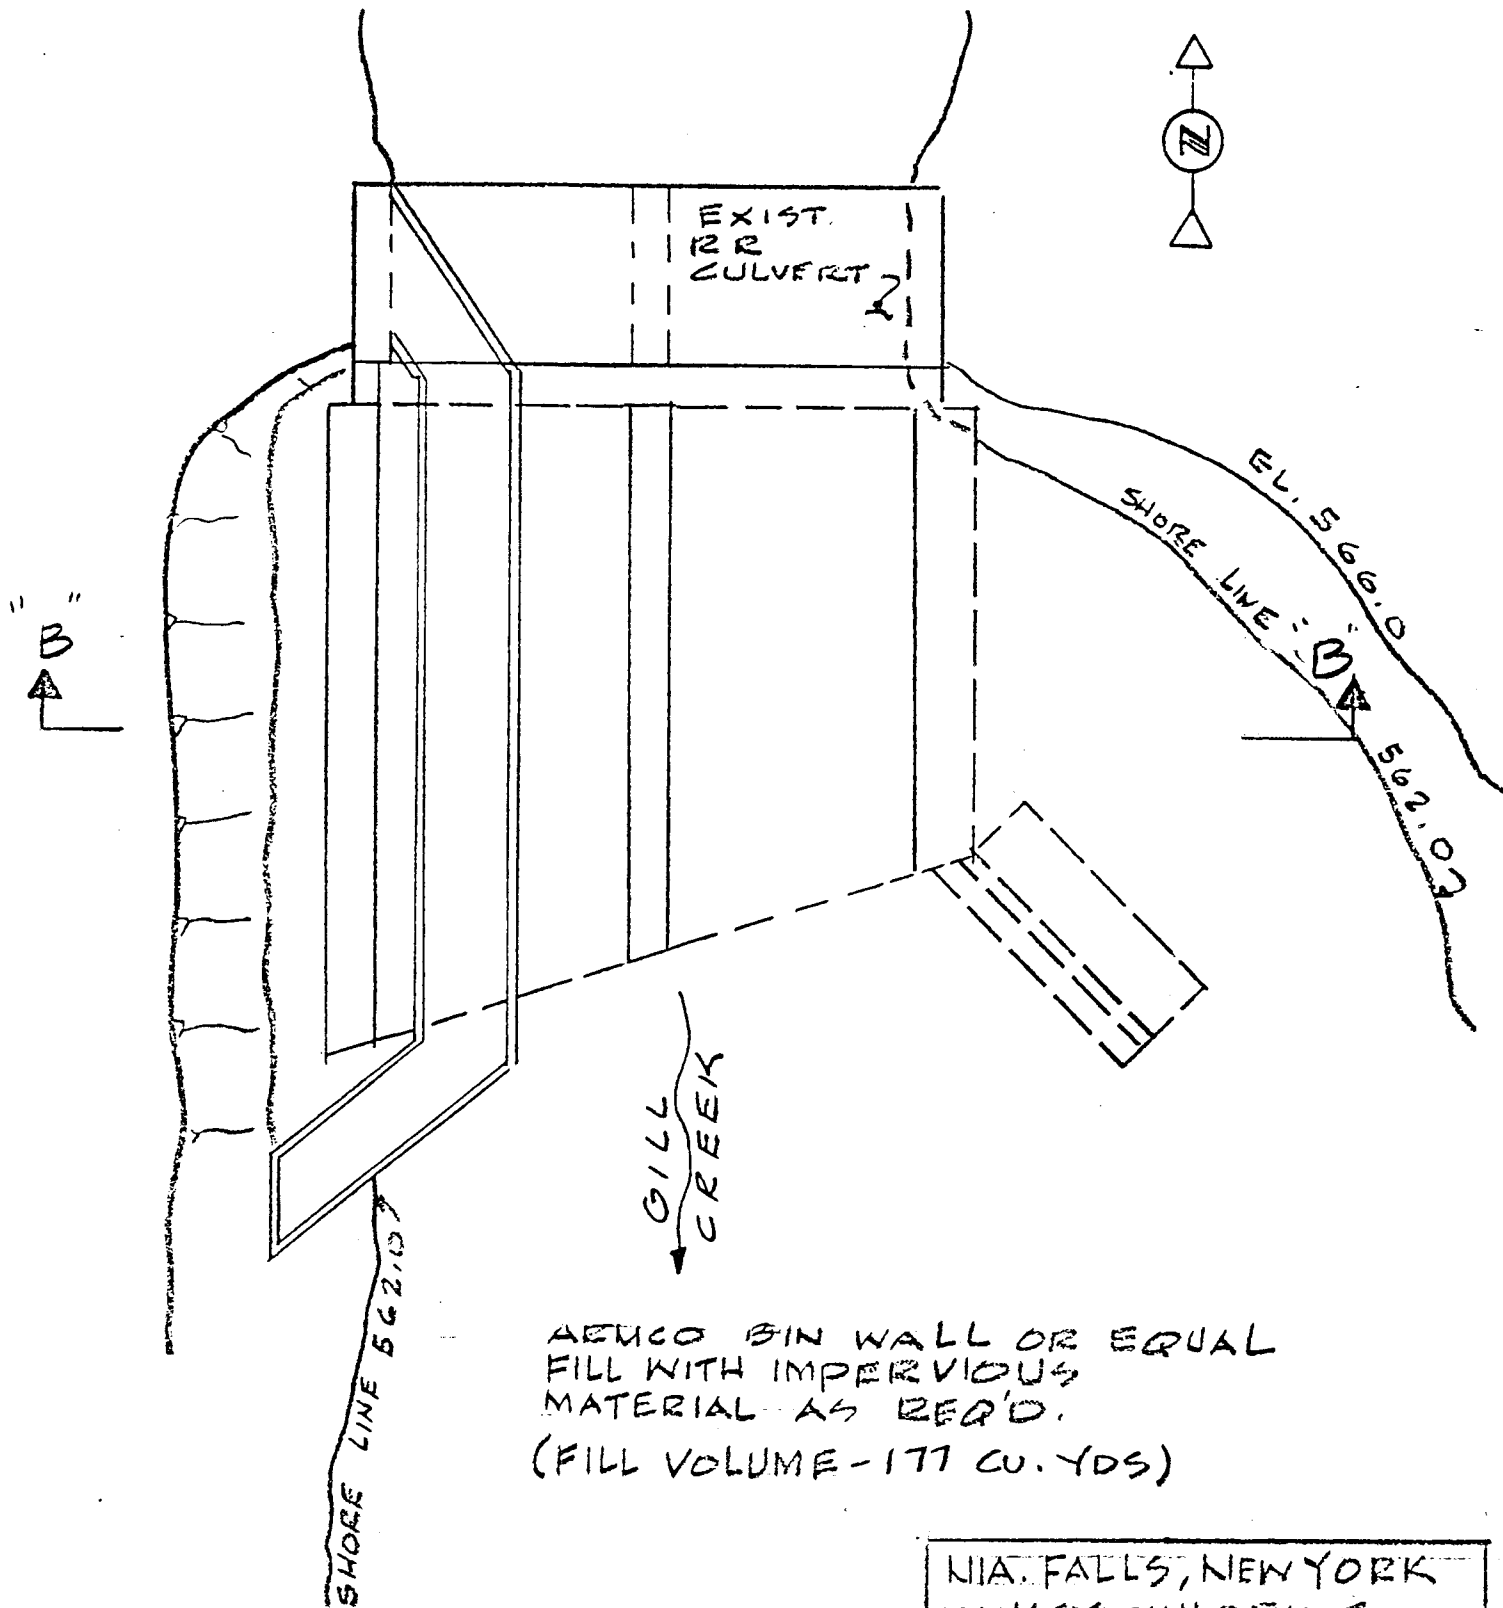 N
EXIST.
RR
CULVERT
EL. 566.0
SHORE LINE
562.0
"B"
"B"
GILL
CREEK
SHORE LINE 562.0
ARMCO BIN WALL OR EQUAL
FILL WITH IMPERVIOUS
MATERIAL AS REQ'D.
(FILL VOLUME - 177 CU. YDS)
NIA. FALLS, NEW YORK